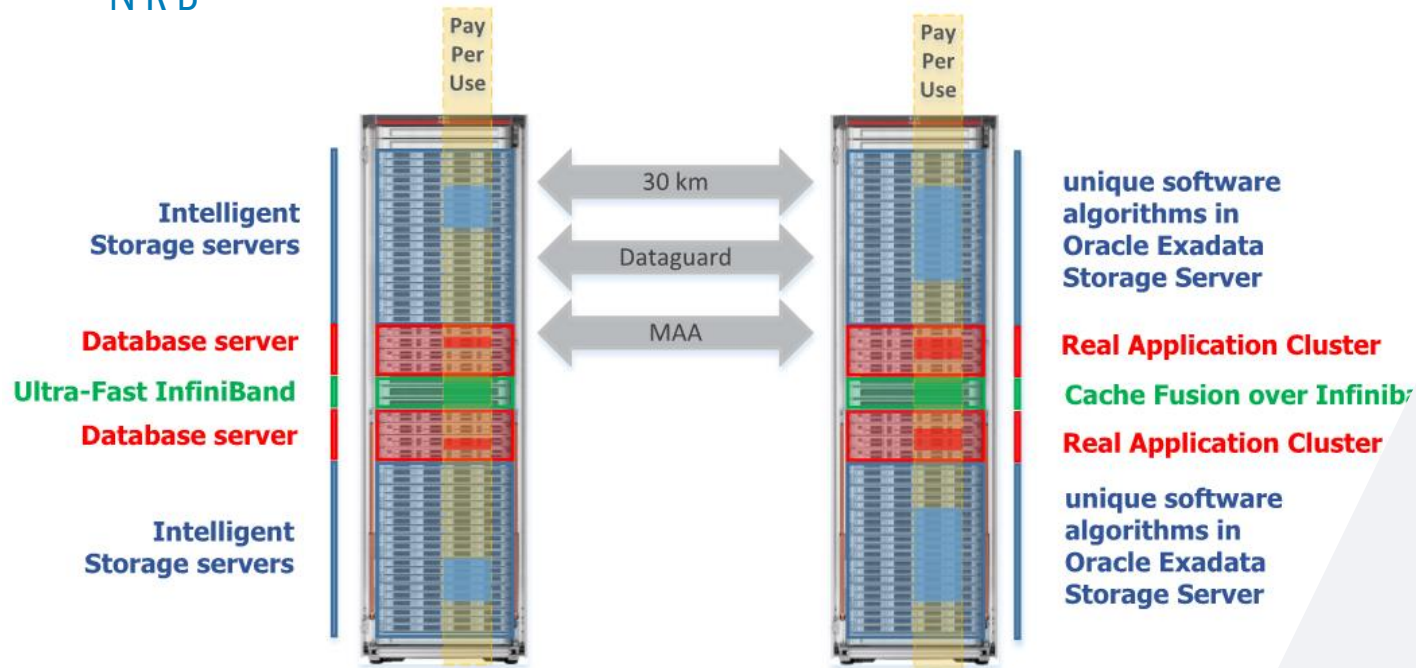 NRB
Pay
Per
Use
Pay
Per
Use
Intelligent
Storage servers
Database server
Ultra-Fast InfiniBand
Database server
Intelligent
Storage servers
30 km
Dataguard
MAA
unique software
algorithms in
Oracle Exadata
Storage Server
Real Application Cluster
Cache Fusion over Infiniba
Real Application Cluster
unique software
algorithms in
Oracle Exadata
Storage Server